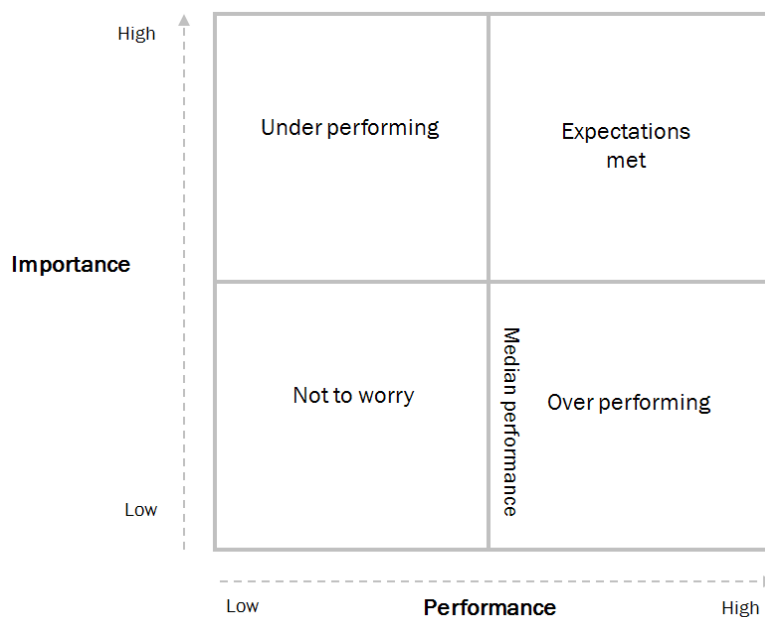 High
Under performing
Expectations
met
Importance
Not to worry
Median performance
Over performing
Low
Low
Performance
High